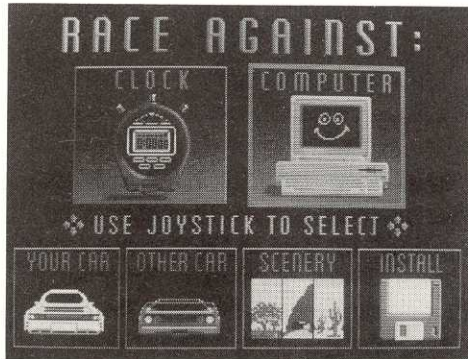 RACE AGAINST:
CLOCK COMPUTER
USE JOYSTICK TO SELECT
YOUR CAR OTHER CAR SCENERY INSTALL